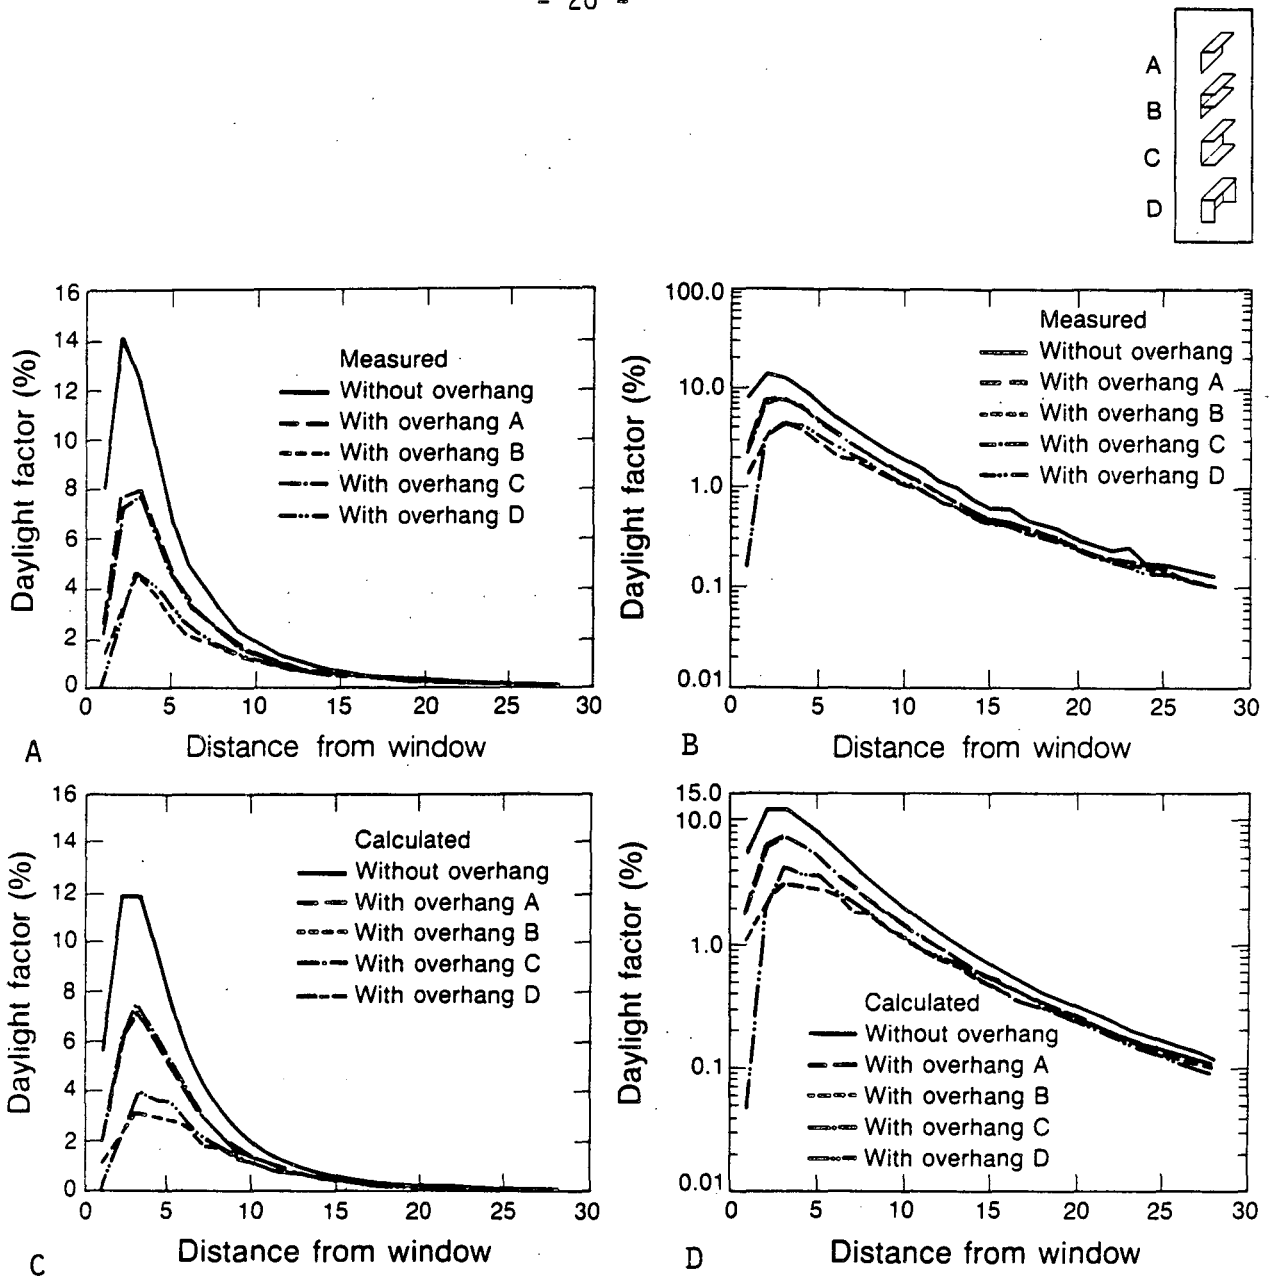 - 20 -
A
B
C
D
16
14
12
10
8
6
4
2
0
Daylight factor (%)
Measured
Without overhang
With overhang A
With overhang B
With overhang C
With overhang D
0 5 10 15 20 25 30
Distance from window
A
100.0
10.0
1.0
0.1
0.01
Daylight factor (%)
Measured
Without overhang
With overhang A
With overhang B
With overhang C
With overhang D
0 5 10 15 20 25 30
Distance from window
B
16
14
12
10
8
6
4
2
0
Daylight factor (%)
Calculated
Without overhang
With overhang A
With overhang B
With overhang C
With overhang D
0 5 10 15 20 25 30
Distance from window
C
15.0
10.0
1.0
0.1
0.01
Daylight factor (%)
Calculated
Without overhang
With overhang A
With overhang B
With overhang C
With overhang D
0 5 10 15 20 25 30
Distance from window
D